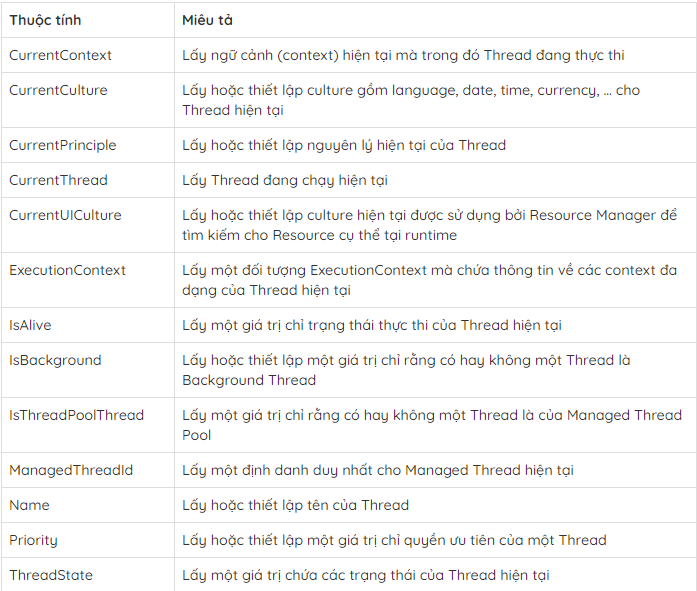 Thuộc tính Miêu tả
CurrentContext Lấy ngữ cảnh (context) hiện tại mà trong đó Thread đang thực thi
CurrentCulture Lấy hoặc thiết lập culture gồm language, date, time, currency, ... cho
Thread hiện tại
CurrentPrinciple Lấy hoặc thiết lập nguyên lý hiện tại của Thread
CurrentThread Lấy Thread đang chạy hiện tại
CurrentUICulture Lấy hoặc thiết lập culture hiện tại được sử dụng bởi Resource Manager để
tìm kiếm cho Resource cụ thể tại runtime
ExecutionContext Lấy một đối tượng ExecutionContext mà chứa thông tin về các context đa
dạng của Thread hiện tại
IsAlive Lấy một giá trị chỉ trạng thái thực thi của Thread hiện tại
IsBackground Lấy hoặc thiết lập một giá trị chỉ rằng có hay không một Thread là
Background Thread
IsThreadPoolThread Lấy một giá trị chỉ rằng có hay không một Thread là của Managed Thread
Pool
ManagedThreadId Lấy một định danh duy nhất cho Managed Thread hiện tại
Name Lấy hoặc thiết lập tên của Thread
Priority Lấy hoặc thiết lập một giá trị chỉ quyền ưu tiên của một Thread
ThreadState Lấy một giá trị chứa các trạng thái của Thread hiện tại